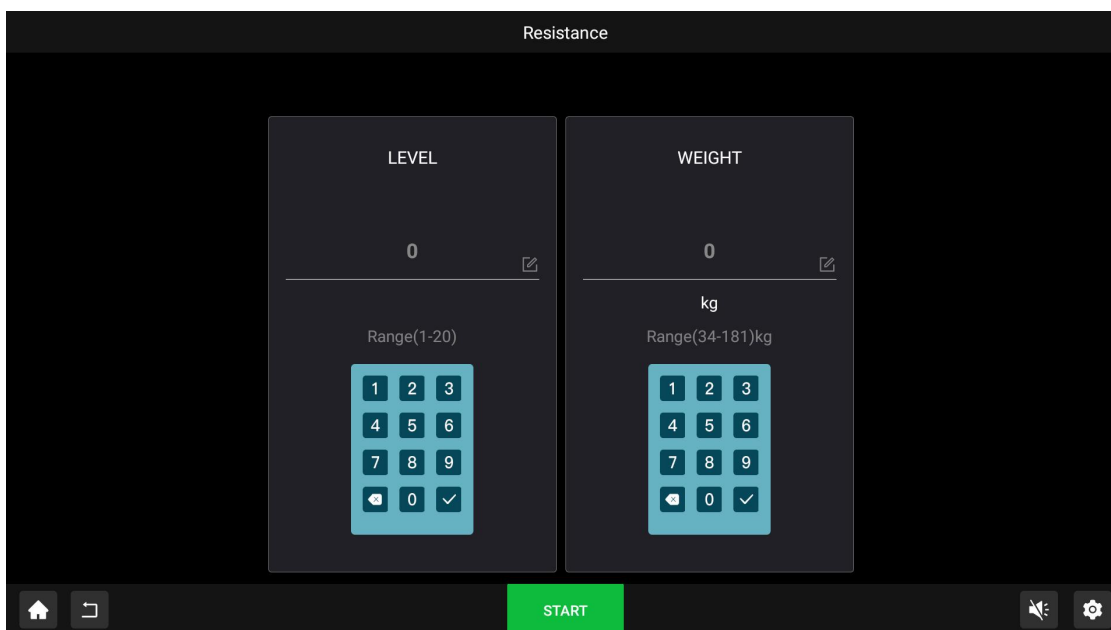 Resistance
LEVEL
0
Range(1-20)
1 2 3
4 5 6
7 8 9
0
WEIGHT
0
kg
Range(34-181)kg
1 2 3
4 5 6
7 8 9
0
START